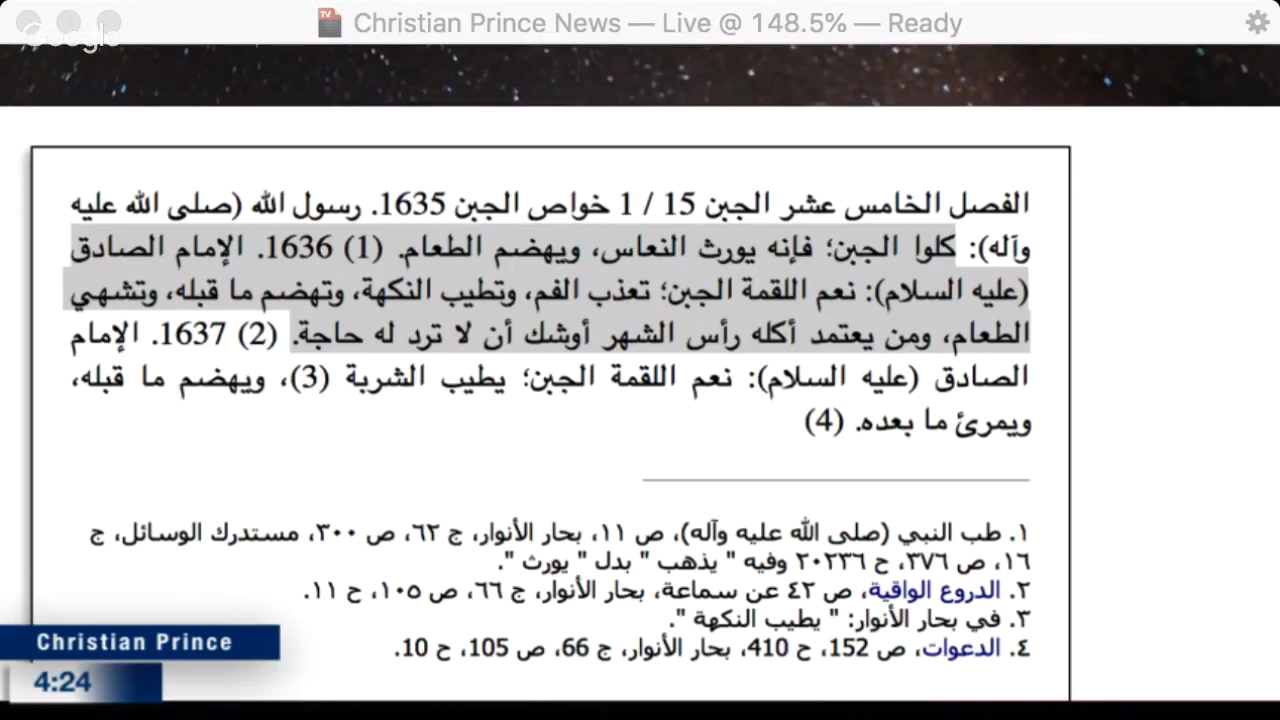 Christian Prince News — Live @ 148.5% — Ready
Google
الفصل الخامس عشر الجبن 15 / 1 خواص الجبن 1635. رسول الله (صلى الله عليه
وآله): كلوا الجبن؛ فإنه يورث النعاس، ويهضم الطعام. (1) 1636. الإمام الصادق
(عليه السلام): نعم اللقمة الجبن؛ تعذب الفم، وتطيب النكهة، وتهضم ما قبله، وتشهي
الطعام، ومن يعتمد أكله رأس الشهر أوشك أن لا ترد له حاجة. (2) 1637. الإمام
الصادق (عليه السلام): نعم اللقمة الجبن؛ يطيب الشربة (3)، ويهضم ما قبله،
ويمرئ ما بعده. (4)
١. طب النبي (صلى الله عليه وآله)، ص ١١، بحار الأنوار، ج ٦٢، ص ٣٠٠، مستدرك الوسائل، ج
١٦، ص ٣٧٦، ح ٢٠٢٣٦ وفيه " يذهب " بدل " يورث ".
٢. الدروع الواقية، ص ٤٢ عن سماعة، بحار الأنوار، ج ٦٦، ص ١٠٥، ح ١١.
٣. في بحار الأنوار: " يطيب النكهة ".
٤. الدعوات، ص 152، ح 410، بحار الأنوار، ج 66، ص 105، ح 10.
Christian Prince
4:24